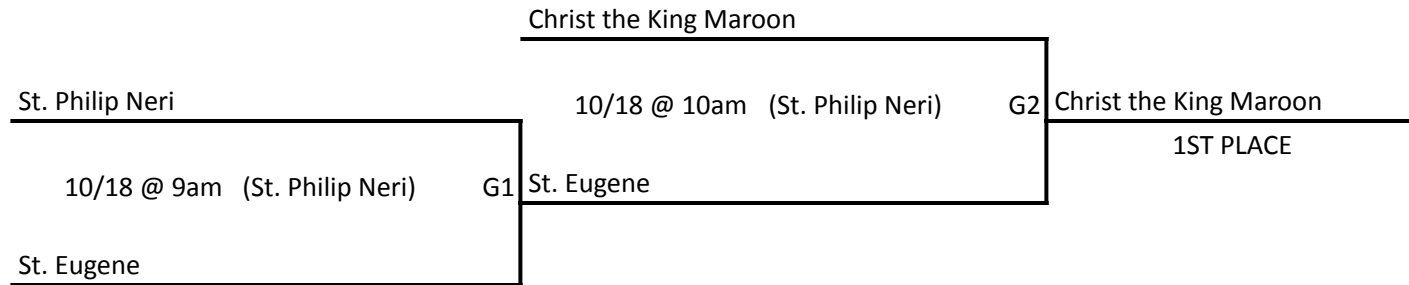 Christ the King Maroon
St. Philip Neri
10/18 @ 10am (St. Philip Neri) G2
Christ the King Maroon
1ST PLACE
10/18 @ 9am (St. Philip Neri) G1
St. Eugene
St. Eugene